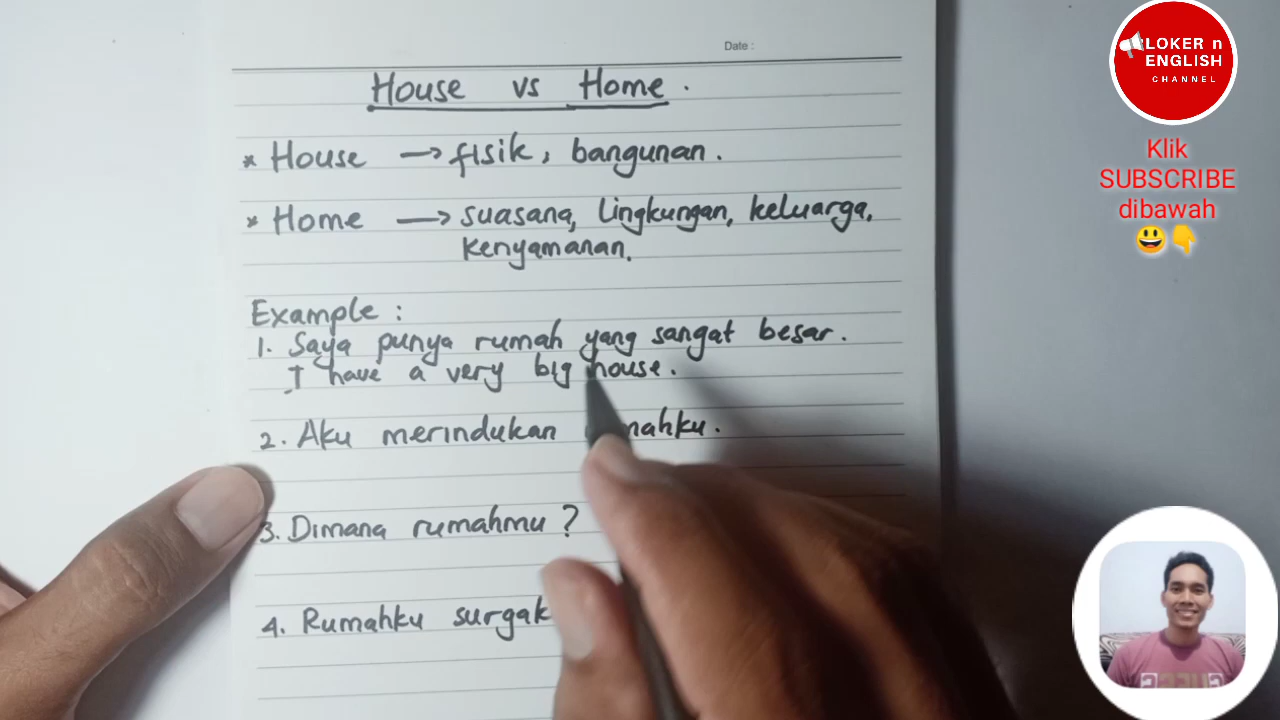 Date :
House vs Home .
* House → fisik, bangunan.
* Home → suasana, lingkungan, keluarga,
kenyamanan.
Example :
1. Saya punya rumah yang sangat besar.
I have a very big house.
2. Aku merindukan
3. Dimana rumahmu ?
4. Rumahku
LOKER n
ENGLISH
CHANNEL
Klik
SUBSCRIBE
dibawah
😃👇